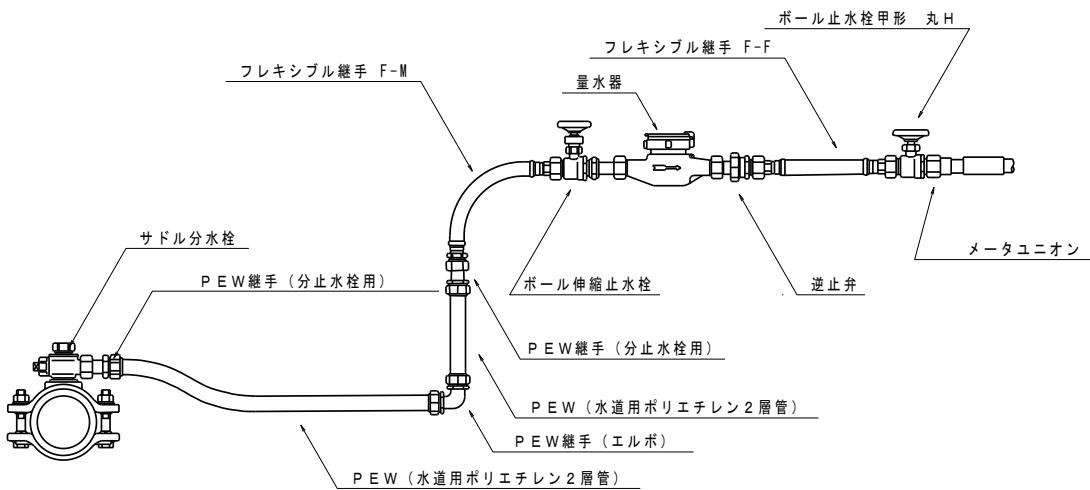 ボール止水栓甲形 丸H
フレキシブル継手 F-F
フレキシブル継手 F-M
量水器
サドル分水栓
メータユニオン
PEW継手(分止水栓用)
ボール伸縮止水栓
逆止弁
PEW継手(分止水栓用)
PEW(水道用ポリエチレン2層管)
PEW継手(エルボ)
PEW(水道用ポリエチレン2層管)